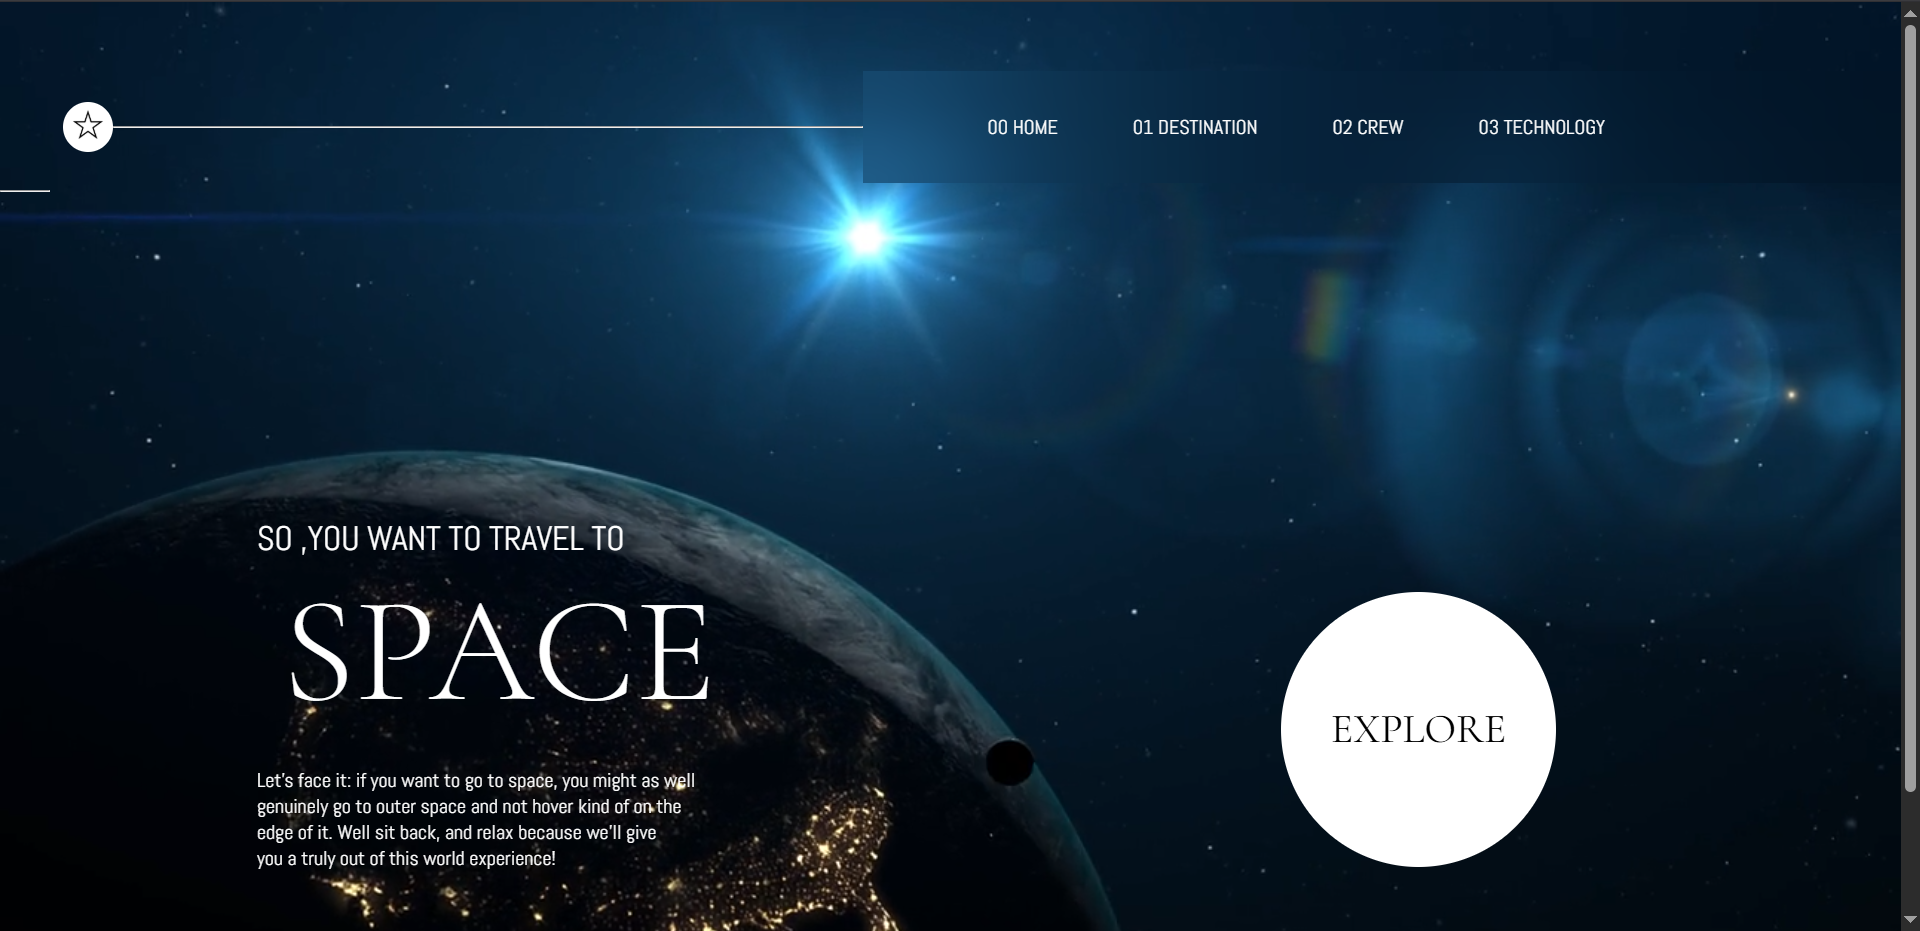 00 HOME 01 DESTINATION 02 CREW 03 TECHNOLOGY
SO ,YOU WANT TO TRAVEL TO
SPACE
EXPLORE
Let's face it: if you want to go to space, you might as well
genuinely go to outer space and not hover kind of on the
edge of it. Well sit back, and relax because we'll give
you a truly out of this world experience!